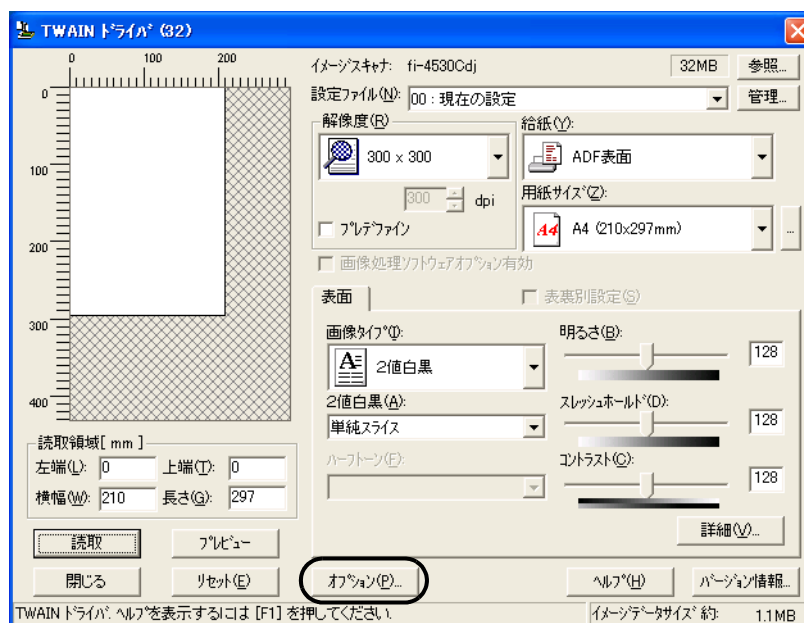 TWAIN ﾄﾞﾗｲﾊﾞ (32)
0 100 200
0
100
200
300
400
イメージスキャナ: fi-4530Cdj 32MB 参照...
設定ファイル(N): 00 : 現在の設定 管理...
解像度(R)
300 x 300
300 dpi
ﾌﾟﾚﾃﾞﾌｧｲﾝ
給紙(Y):
ADF表面
用紙ｻｲｽﾞ(Z):
A4 A4 (210x297mm) ...
画像処理ｿﾌﾄｳｪｱｵﾌﾟｼｮﾝ有効
表面
表裏別設定(S)
画像ﾀｲﾌﾟ(I):
2値白黒
2値白黒(A):
単純スライス
ﾊｰﾌﾄｰﾝ(F):
明るさ(B):
128
ｽﾚｯｼｭﾎｰﾙﾄﾞ(D):
128
ｺﾝﾄﾗｽﾄ(C):
128
詳細(V)...
読取領域[ mm ]
左端(L): 0 上端(T): 0
横幅(W): 210 長さ(G): 297
読取 ﾌﾟﾚﾋﾞｭｰ
閉じる ﾘｾｯﾄ(E) ｵﾌﾟｼｮﾝ(P)... ﾍﾙﾌﾟ(H) ﾊﾞｰｼﾞｮﾝ情報...
TWAIN ﾄﾞﾗｲﾊﾞ. ﾍﾙﾌﾟを表示するには [F1] を押してください. ｲﾒｰｼﾞﾃﾞｰﾀｻｲｽﾞ 約: 1.1MB